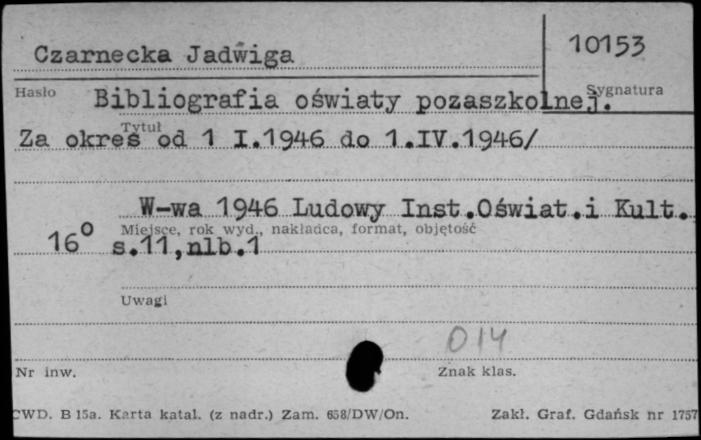 Czarnecka Jadwiga 10153
Hasło Bibliografia oświaty pozaszkolnej. Sygnatura
Tytuł
Za okres od 1 I.1946 do 1.IV.1946/
W-wa 1946 Ludowy Inst.Oświat.i Kult.
Miejsce, rok wyd., nakładca, format, objętość
16° s.11,nlb.1
Uwagi
014
Nr inw. Znak klas.
CWD. B 15a. Karta katal. (z nadr.) Zam. 658/DW/On. Zakł. Graf. Gdańsk nr 1757